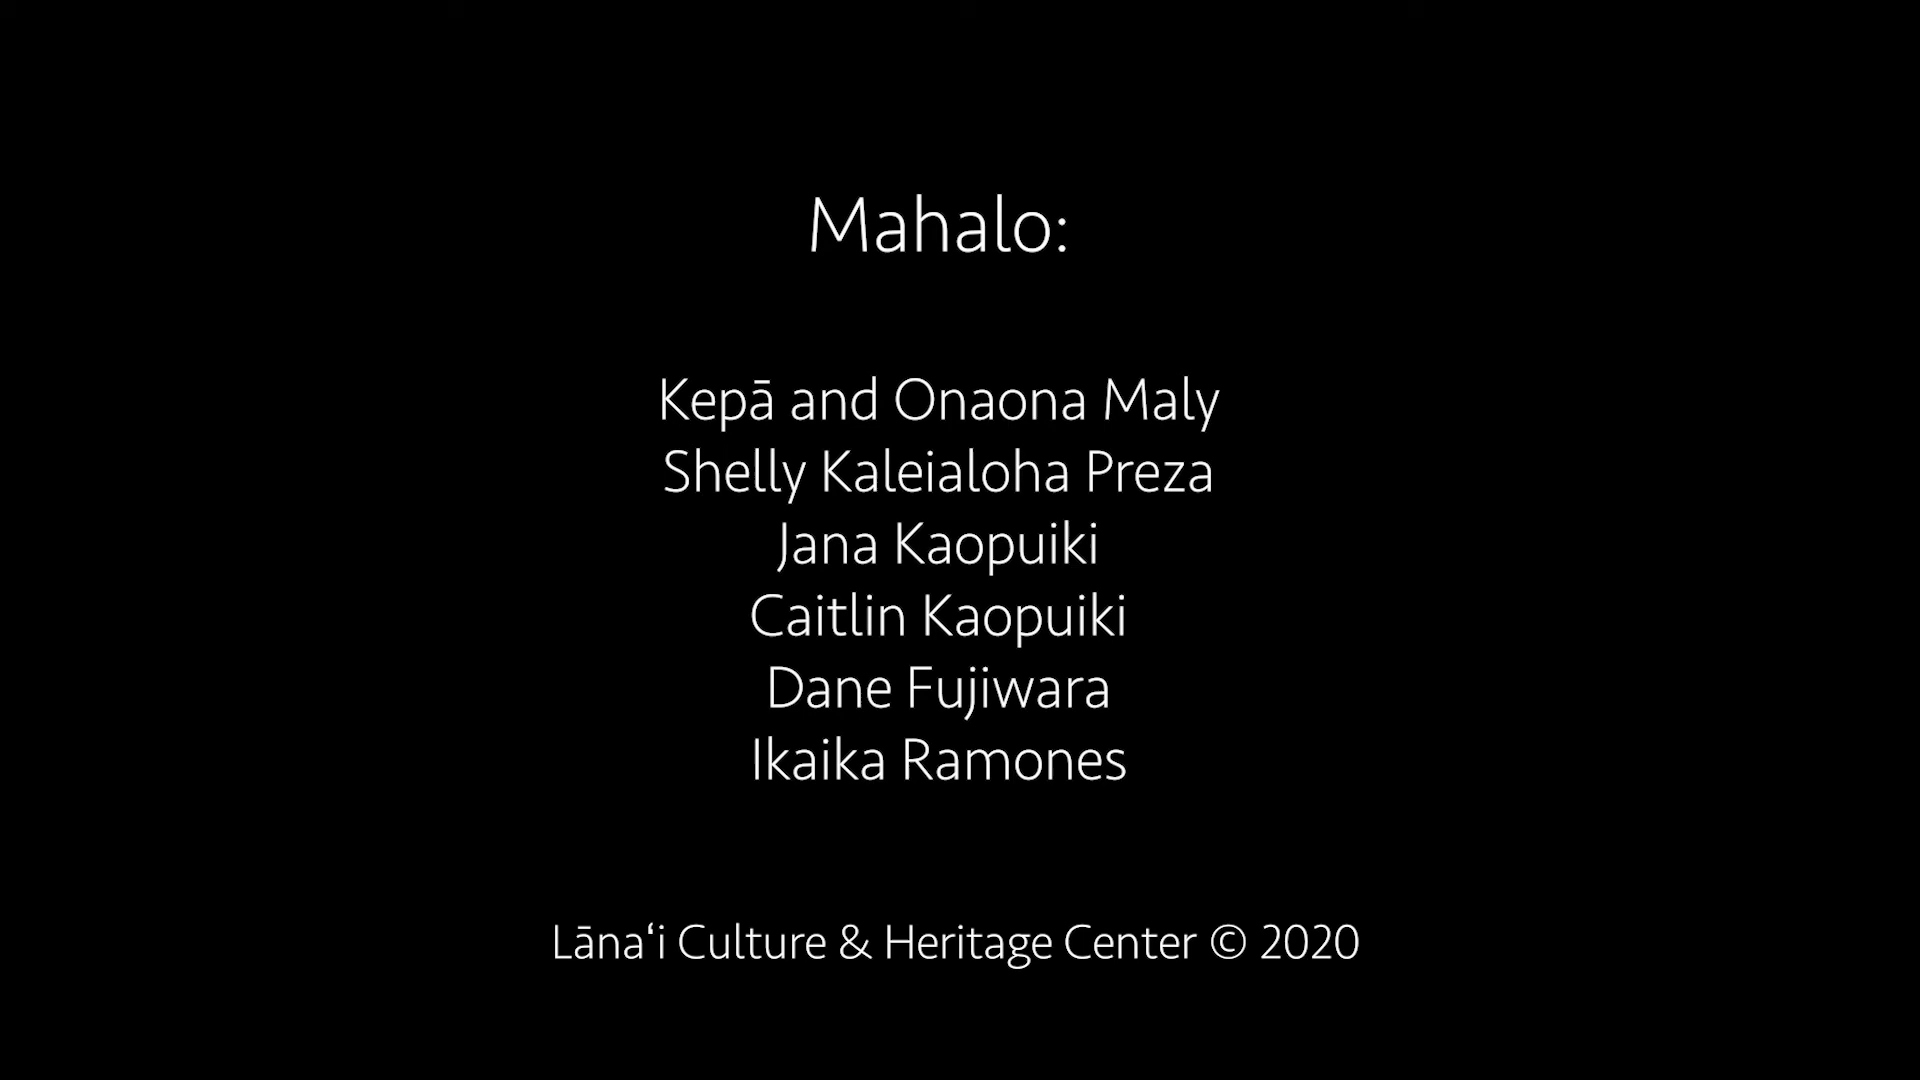 Mahalo:
Kepā and Onaona Maly
Shelly Kaleialoha Preza
Jana Kaopuiki
Caitlin Kaopuiki
Dane Fujiwara
Ikaika Ramones
Lānaʻi Culture & Heritage Center © 2020